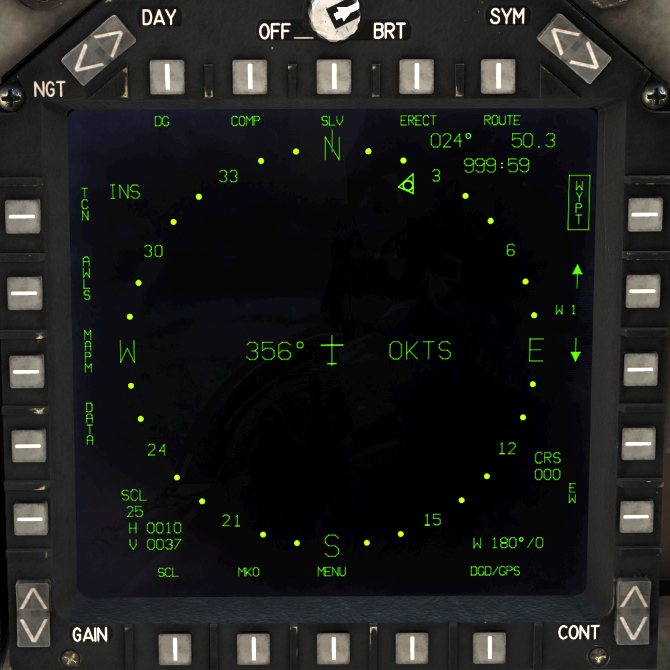 DAY
SYM
OFF
BRT
NGT
DG COMP SLV ERECT ROUTE
024° 50.3
999:59
N
33
3
INS
TCN
WYPT
30
6
AWLS
W 1
MAPM
W
356°
0KTS
E
DATA
24
12
CRS
000
EW
SCL
25
H 0010
V 0037
21
15
S
W 180°/0
SCL MKO MENU DGD/GPS
GAIN
CONT